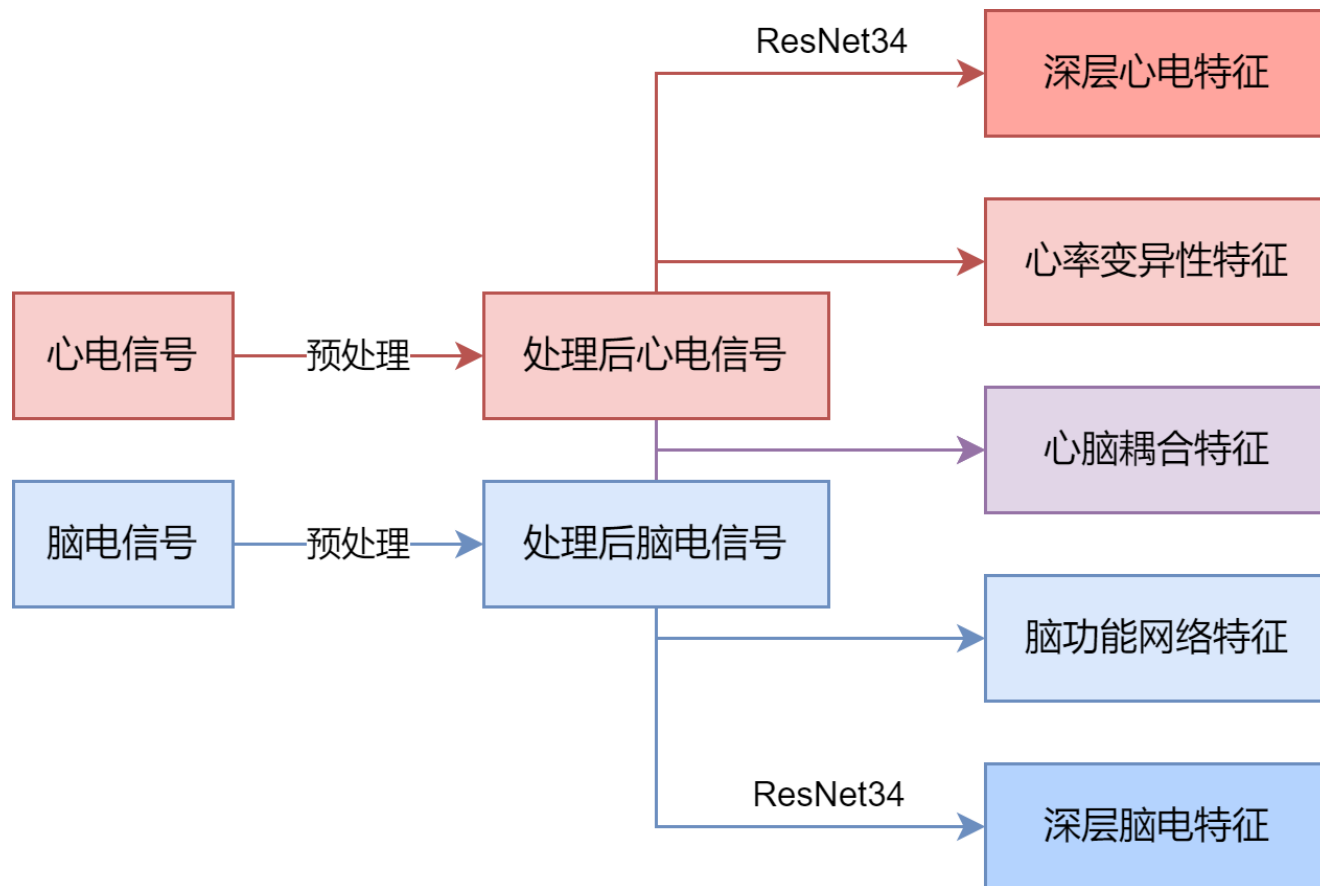 ResNet34
深层心电特征
心率变异性特征
心电信号
预处理
处理后心电信号
心脑耦合特征
脑电信号
预处理
处理后脑电信号
脑功能网络特征
ResNet34
深层脑电特征